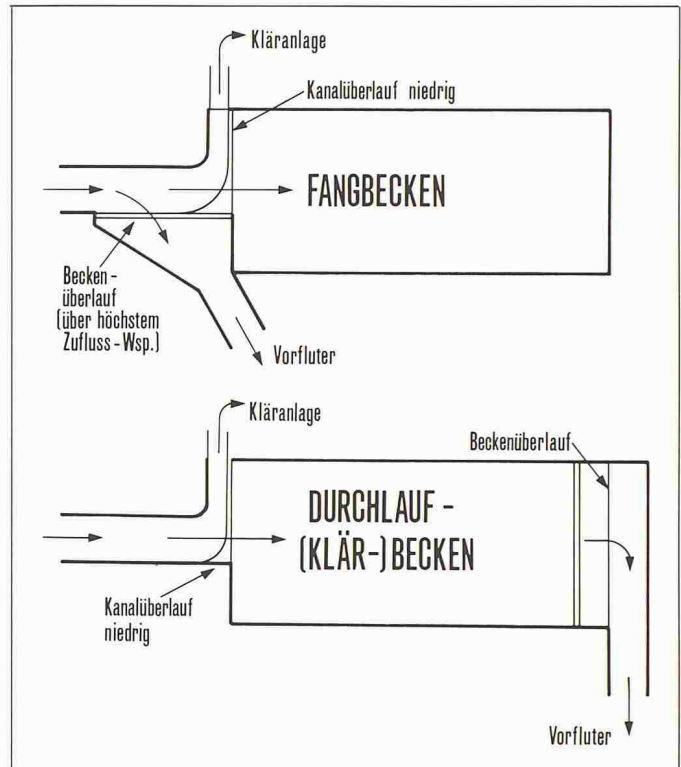 Kläranlage
Kanalüberlauf niedrig
FANGBECKEN
Becken-
überlauf
(über höchstem
Zufluss-Wsp.)
Vorfluter
Kläranlage
Beckenüberlauf
DURCHLAUF-
(KLÄR-)BECKEN
Kanalüberlauf
niedrig
Vorfluter